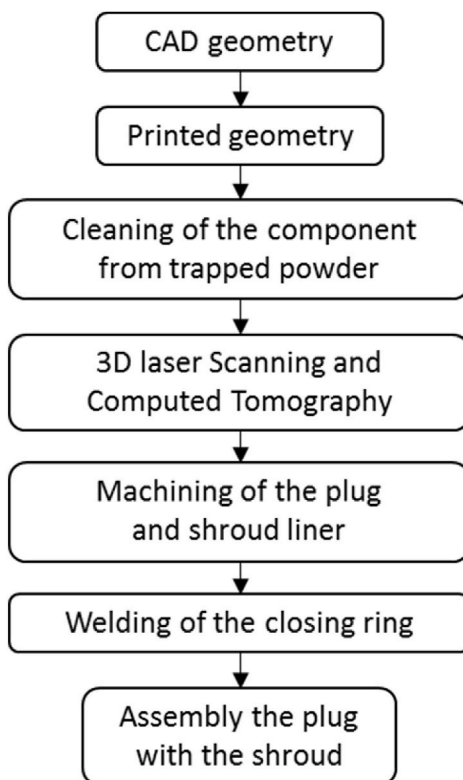 CAD geometry
Printed geometry
Cleaning of the component
from trapped powder
3D laser Scanning and
Computed Tomography
Machining of the plug
and shroud liner
Welding of the closing ring
Assembly the plug
with the shroud